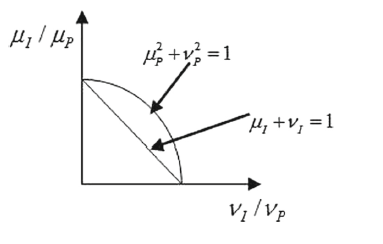 μ_I / μ_P
μ_P^2 + ν_P^2 = 1
μ_I + ν_I = 1
ν_I / ν_P